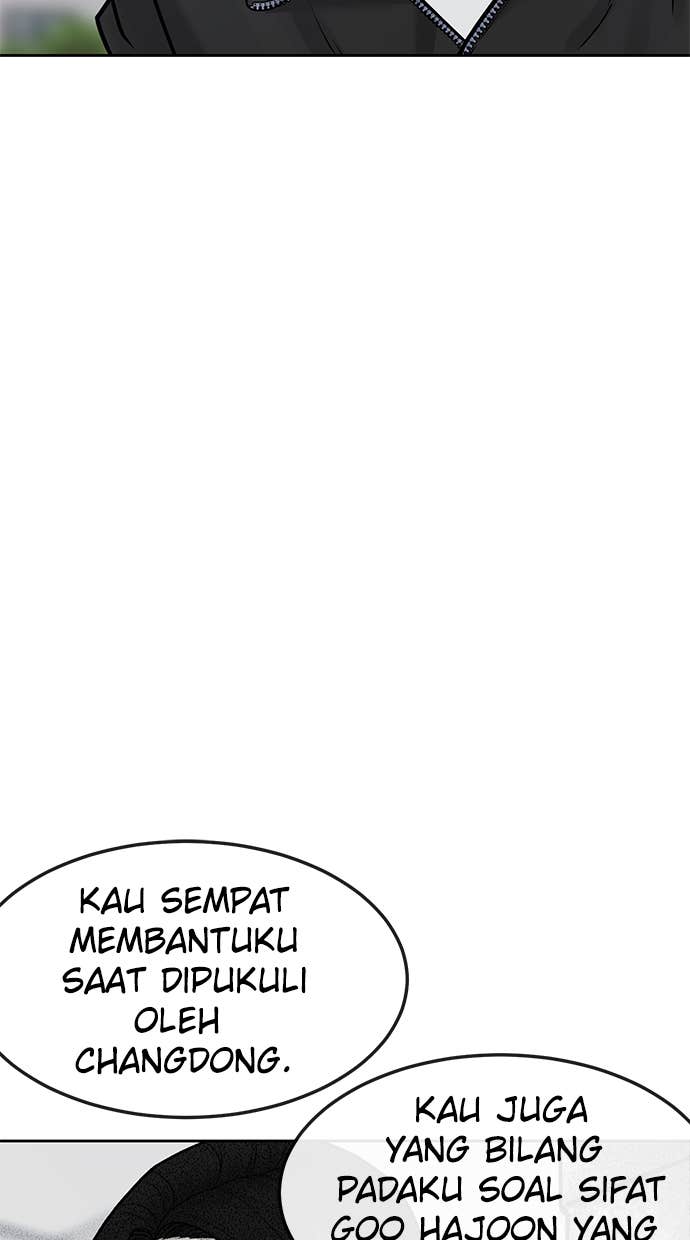 KAU SEMPAT
MEMBANTUKU
SAAT DIPUKULI
OLEH
CHANGDONG.
KAU JUGA
YANG BILANG
PADAKU SOAL SIFAT
GOO HAJOON YANG